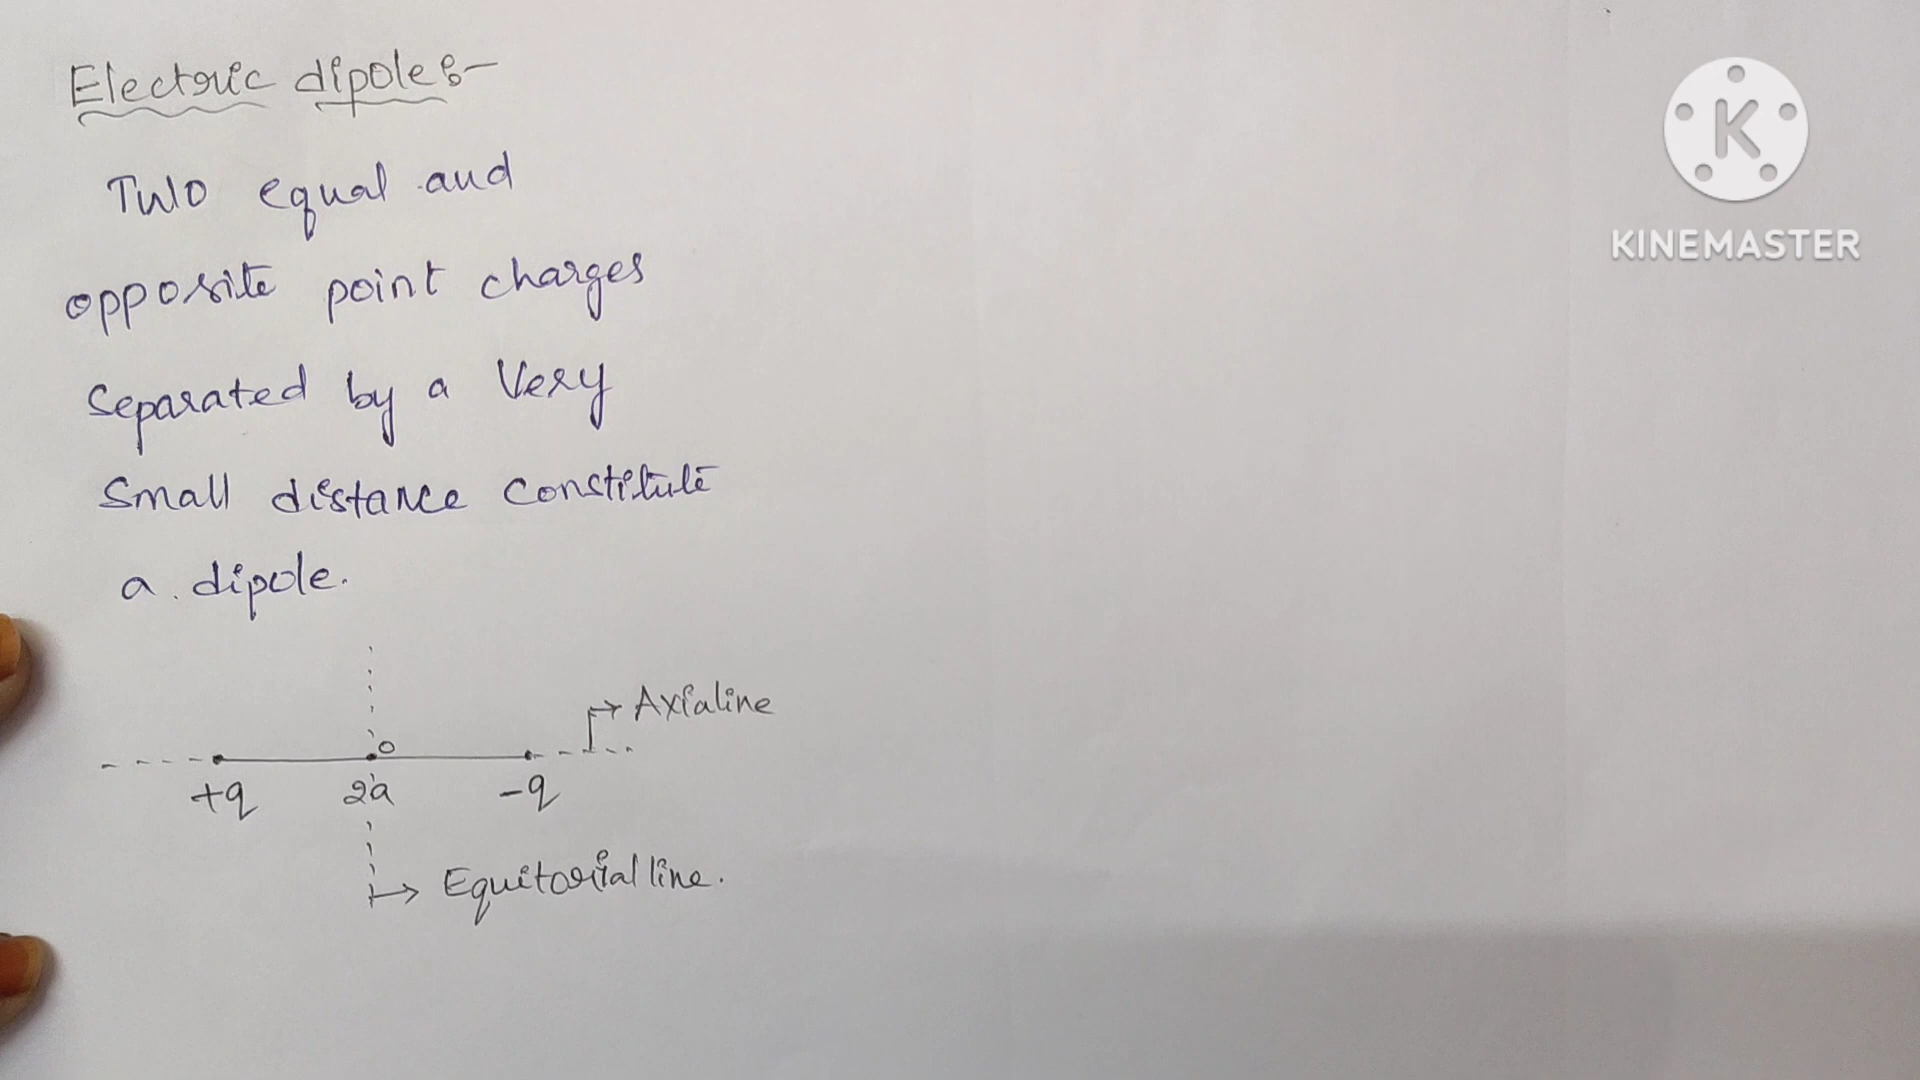 Electric dipole :-
Two equal and
opposite point charges
Separated by a Very
Small distance constitute
a dipole.
Axialine
o
+q 2a -q
Equitorial line.
K
KINEMASTER